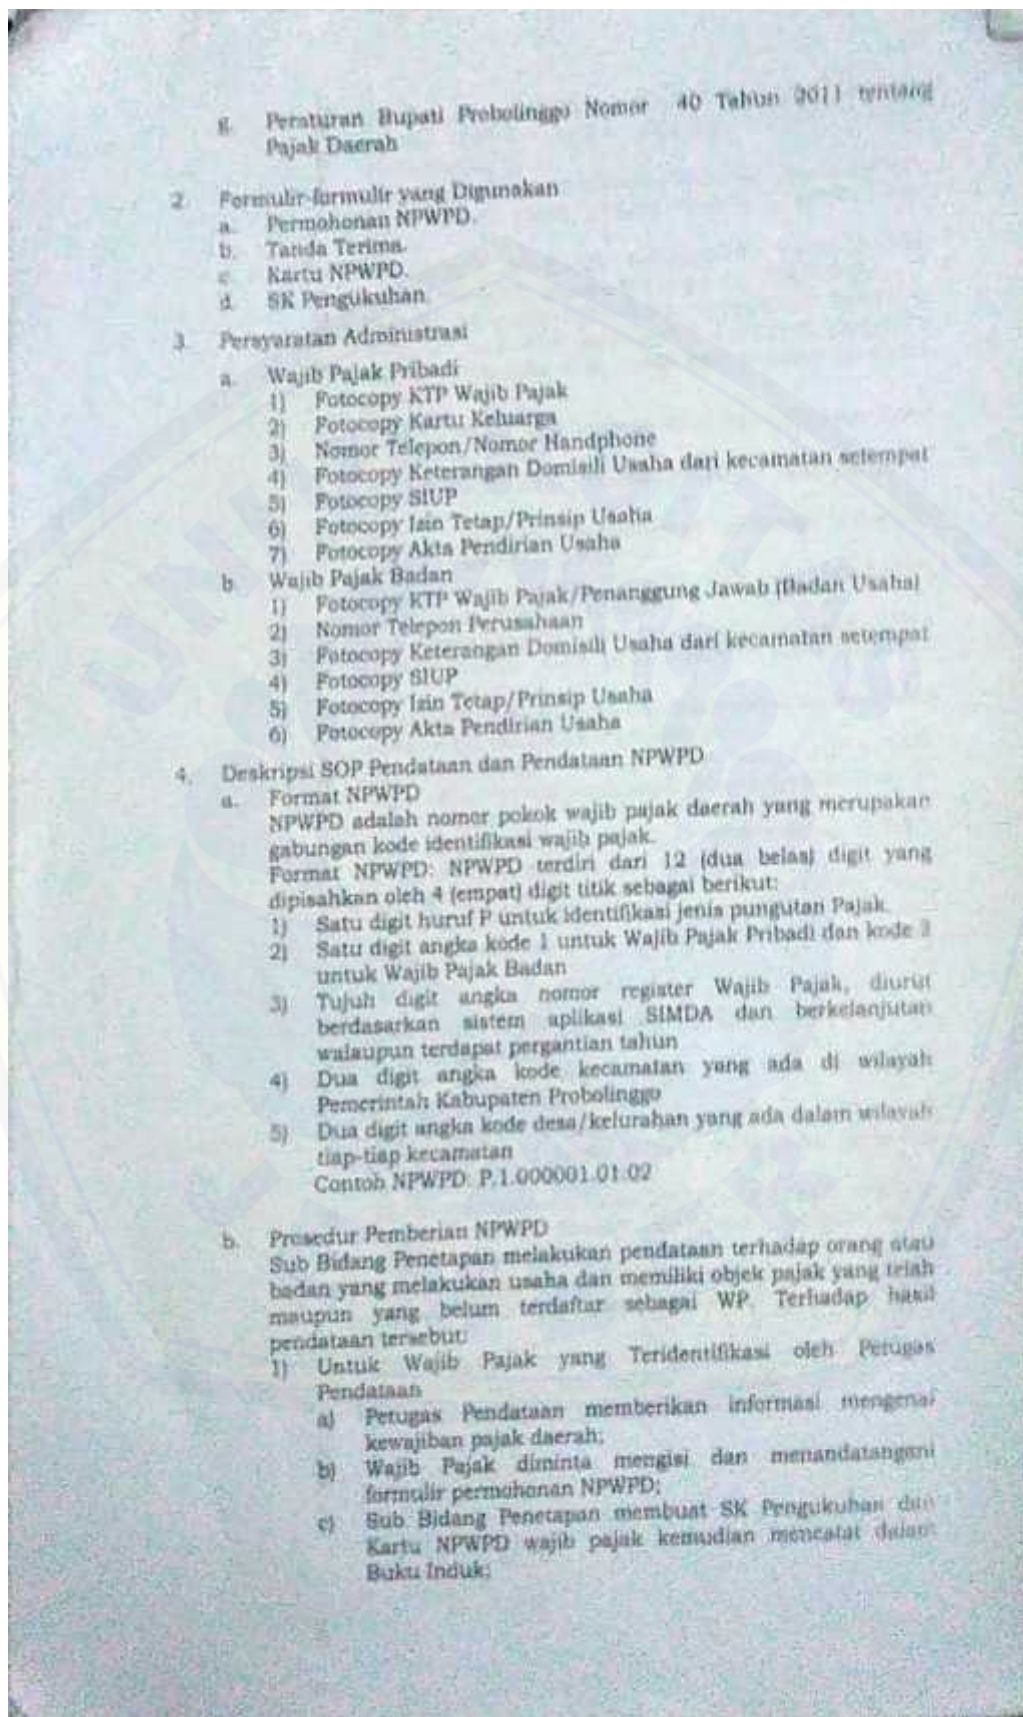 g. Peraturan Bupati Probolinggo Nomor 40 Tahun 2011 tentang
Pajak Daerah
2. Formulir-formulir yang Digunakan
a. Permohonan NPWPD.
b. Tanda Terima.
c. Kartu NPWPD.
d. SK Pengukuhan.
3. Persyaratan Administrasi
a. Wajib Pajak Pribadi
1) Fotocopy KTP Wajib Pajak
2) Fotocopy Kartu Keluarga
3) Nomor Telepon/Nomor Handphone
4) Fotocopy Keterangan Domisili Usaha dari kecamatan setempat
5) Fotocopy SIUP
6) Fotocopy Izin Tetap/Prinsip Usaha
7) Fotocopy Akta Pendirian Usaha
b. Wajib Pajak Badan
1) Fotocopy KTP Wajib Pajak/Penanggung Jawab (Badan Usaha)
2) Nomor Telepon Perusahaan
3) Fotocopy Keterangan Domisili Usaha dari kecamatan setempat
4) Fotocopy SIUP
5) Fotocopy Izin Tetap/Prinsip Usaha
6) Fotocopy Akta Pendirian Usaha
4. Deskripsi SOP Pendataan dan Pendataan NPWPD
a. Format NPWPD
NPWPD adalah nomor pokok wajib pajak daerah yang merupakan
gabungan kode identifikasi wajib pajak.
Format NPWPD: NPWPD terdiri dari 12 (dua belas) digit yang
dipisahkan oleh 4 (empat) digit titik sebagai berikut:
1) Satu digit huruf P untuk identifikasi jenis pungutan Pajak.
2) Satu digit angka kode 1 untuk Wajib Pajak Pribadi dan kode 2
untuk Wajib Pajak Badan
3) Tujuh digit angka nomor register Wajib Pajak, diurut
berdasarkan sistem aplikasi SIMDA dan berkelanjutan
walaupun terdapat pergantian tahun
4) Dua digit angka kode kecamatan yang ada di wilayah
Pemerintah Kabupaten Probolinggo
5) Dua digit angka kode desa/kelurahan yang ada dalam wilayah
tiap-tiap kecamatan
Contoh NPWPD: P.1.000001.01.02
b. Prosedur Pemberian NPWPD
Sub Bidang Penetapan melakukan pendataan terhadap orang atau
badan yang melakukan usaha dan memiliki objek pajak yang telah
maupun yang belum terdaftar sebagai WP. Terhadap hasil
pendataan tersebut:
1) Untuk Wajib Pajak yang Teridentifikasi oleh Petugas
Pendataan
a) Petugas Pendataan memberikan informasi mengenai
kewajiban pajak daerah;
b) Wajib Pajak diminta mengisi dan menandatangani
formulir permohonan NPWPD;
c) Sub Bidang Penetapan membuat SK Pengukuhan dan
Kartu NPWPD wajib pajak kemudian mencatat dalam
Buku Induk;